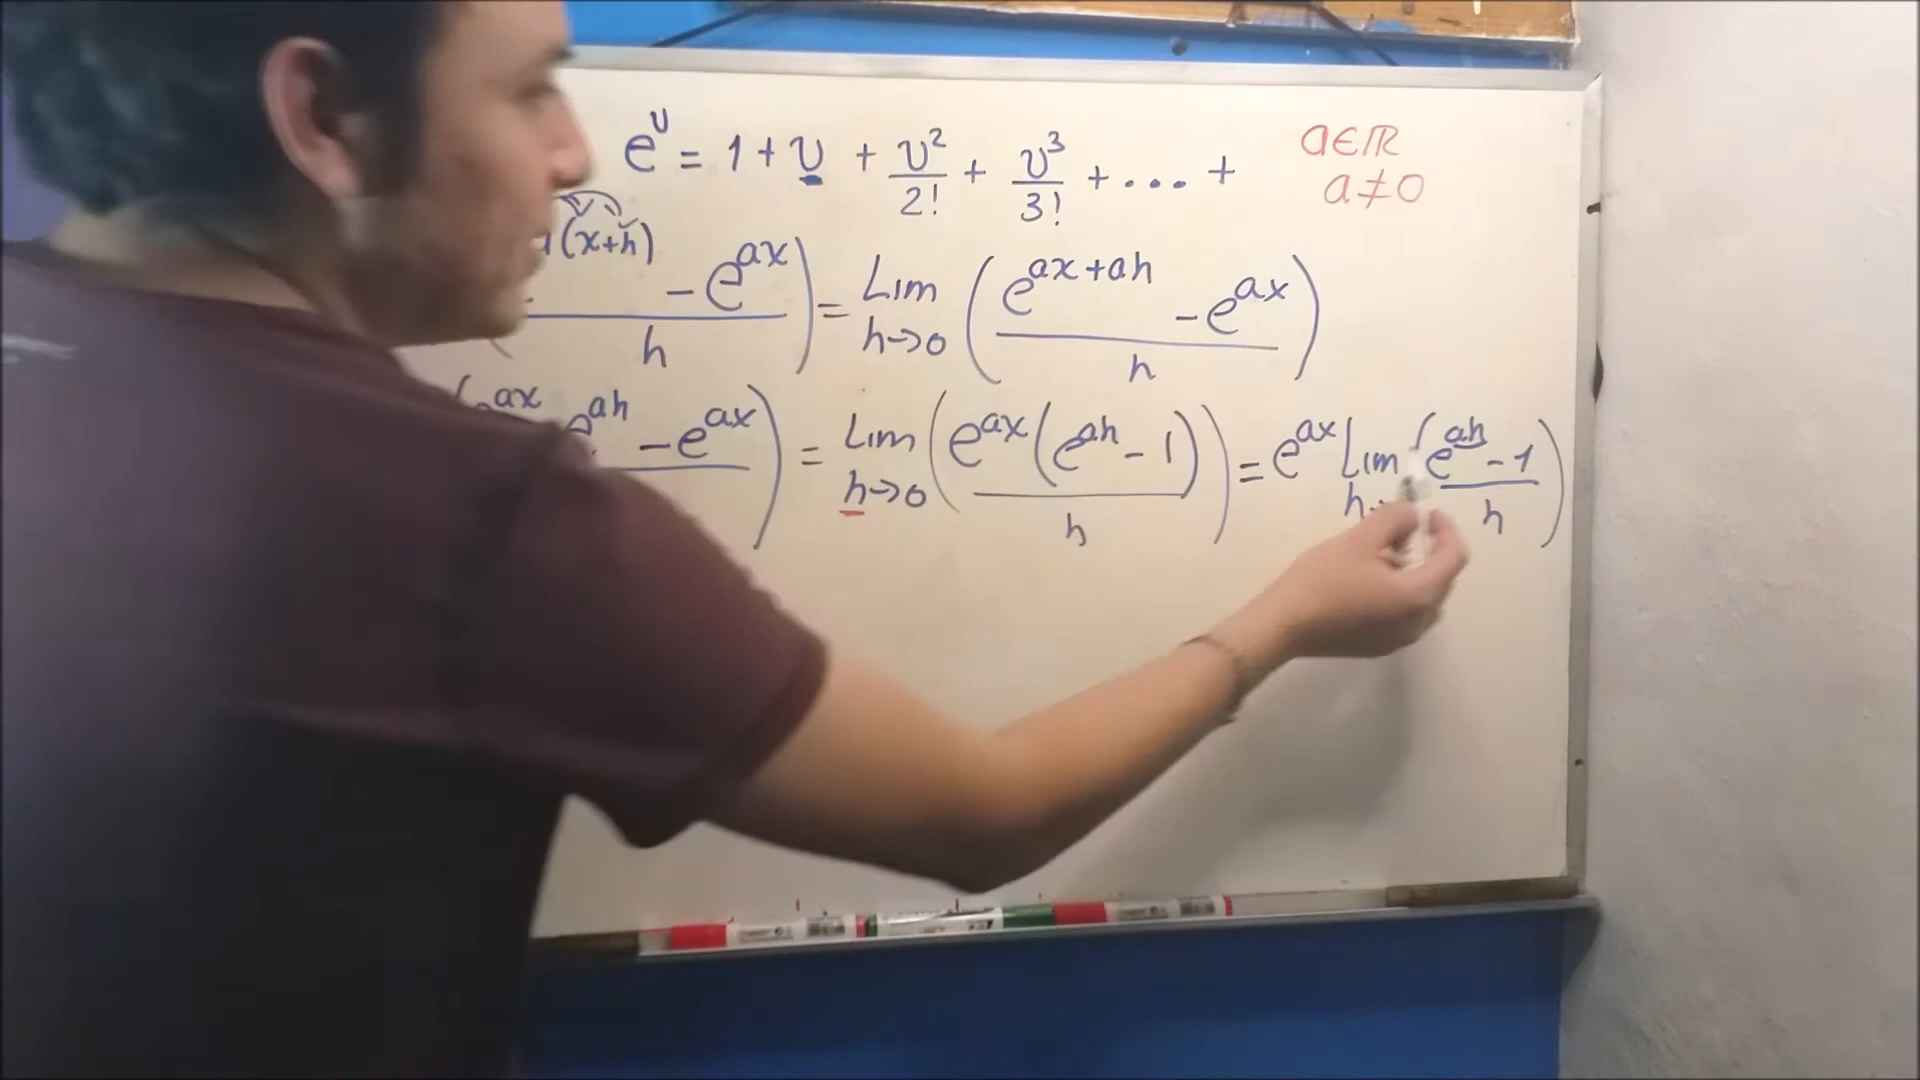 e^U = 1 + U + U²/2! + U³/3! + ... +
a∈ℝ
a≠0
(x+h) - e^ax)/h = Lim h→0 ((e^ax+ah - e^ax)/h)
e^ax e^ah - e^ax) = Lim h→0 ((e^ax(e^ah - 1))/h) = e^ax Lim h→ ((e^ah - 1)/h)